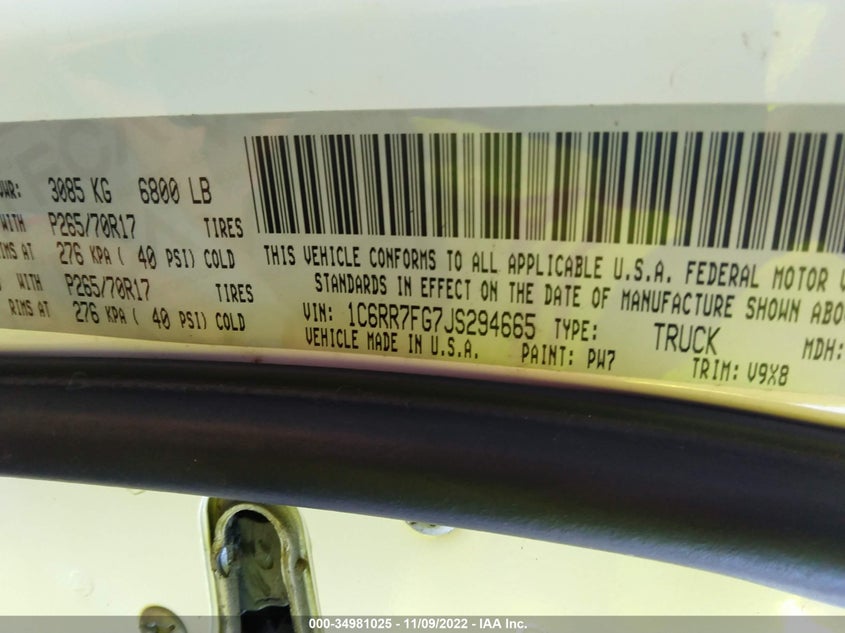 VWR: 3085 KG 6800 LB
WITH P265/70R17 TIRES
RIMS AT 276 KPA ( 40 PSI) COLD
WITH P265/70R17 TIRES
RIMS AT 276 KPA ( 40 PSI) COLD
THIS VEHICLE CONFORMS TO ALL APPLICABLE U.S.A. FEDERAL MOTOR V
STANDARDS IN EFFECT ON THE DATE OF MANUFACTURE SHOWN ABO
VIN: 1C6RR7FG7JS294665 TYPE: TRUCK MDH:
VEHICLE MADE IN U.S.A. PAINT: PW7 TRIM: V9X8
000-34981025 - 11/09/2022 - IAA Inc.